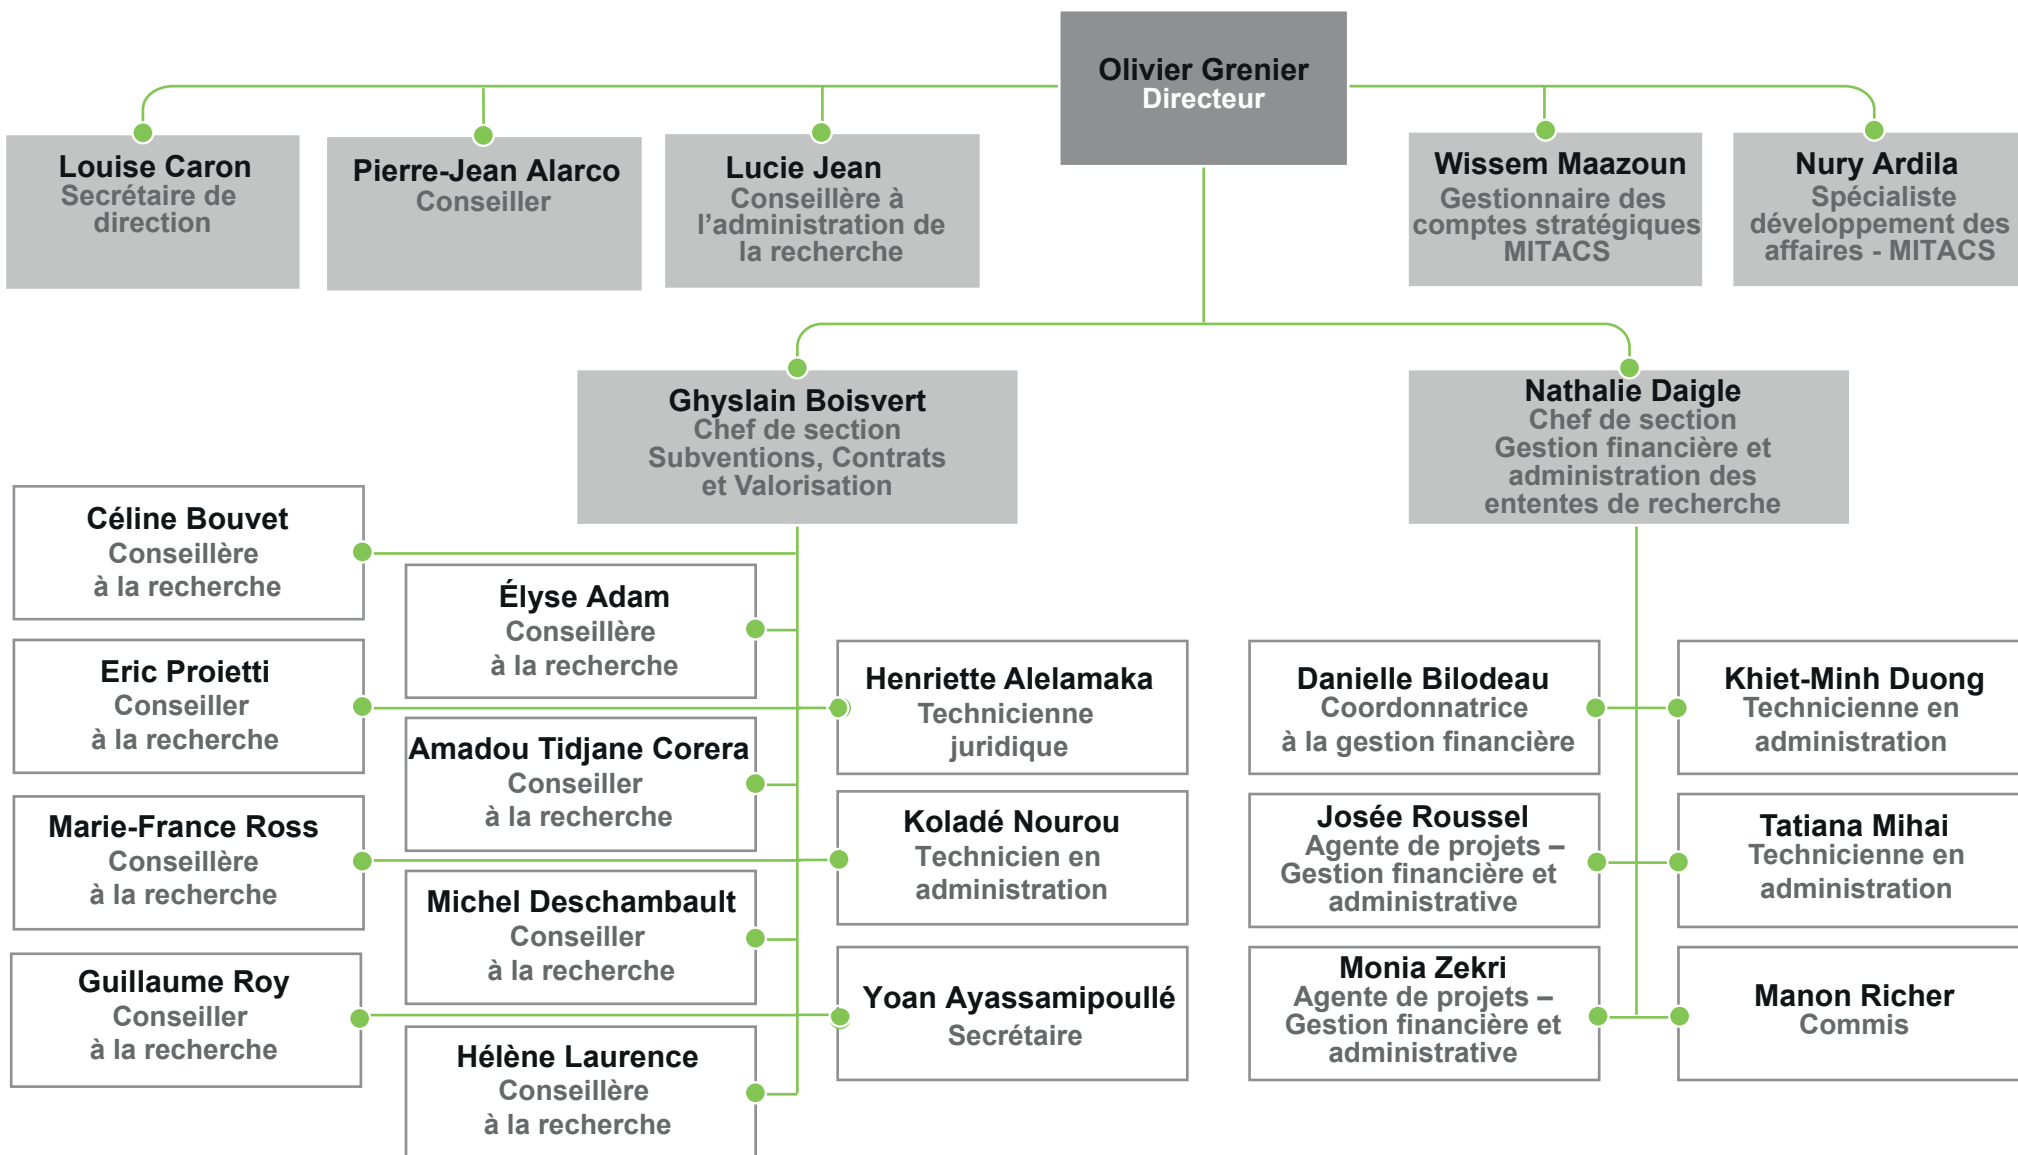 Olivier Grenier
Directeur
Louise Caron
Secrétaire de
direction
Pierre-Jean Alarco
Conseiller
Lucie Jean
Conseillère à
l’administration de
la recherche
Wissem Maazoun
Gestionnaire des
comptes stratégiques
MITACS
Nury Ardila
Spécialiste
développement des
affaires - MITACS
Ghyslain Boisvert
Chef de section
Subventions, Contrats
et Valorisation
Nathalie Daigle
Chef de section
Gestion financière et
administration des
ententes de recherche
Céline Bouvet
Conseillère
à la recherche
Élyse Adam
Conseillère
à la recherche
Eric Proietti
Conseiller
à la recherche
Henriette Alelamaka
Technicienne
juridique
Amadou Tidjane Corera
Conseiller
à la recherche
Marie-France Ross
Conseillère
à la recherche
Koladé Nourou
Technicien en
administration
Michel Deschambault
Conseiller
à la recherche
Guillaume Roy
Conseiller
à la recherche
Yoan Ayassamipoullé
Secrétaire
Hélène Laurence
Conseillère
à la recherche
Danielle Bilodeau
Coordonnatrice
à la gestion financière
Khiet-Minh Duong
Technicienne en
administration
Josée Roussel
Agente de projets –
Gestion financière et
administrative
Tatiana Mihai
Technicienne en
administration
Monia Zekri
Agente de projets –
Gestion financière et
administrative
Manon Richer
Commis